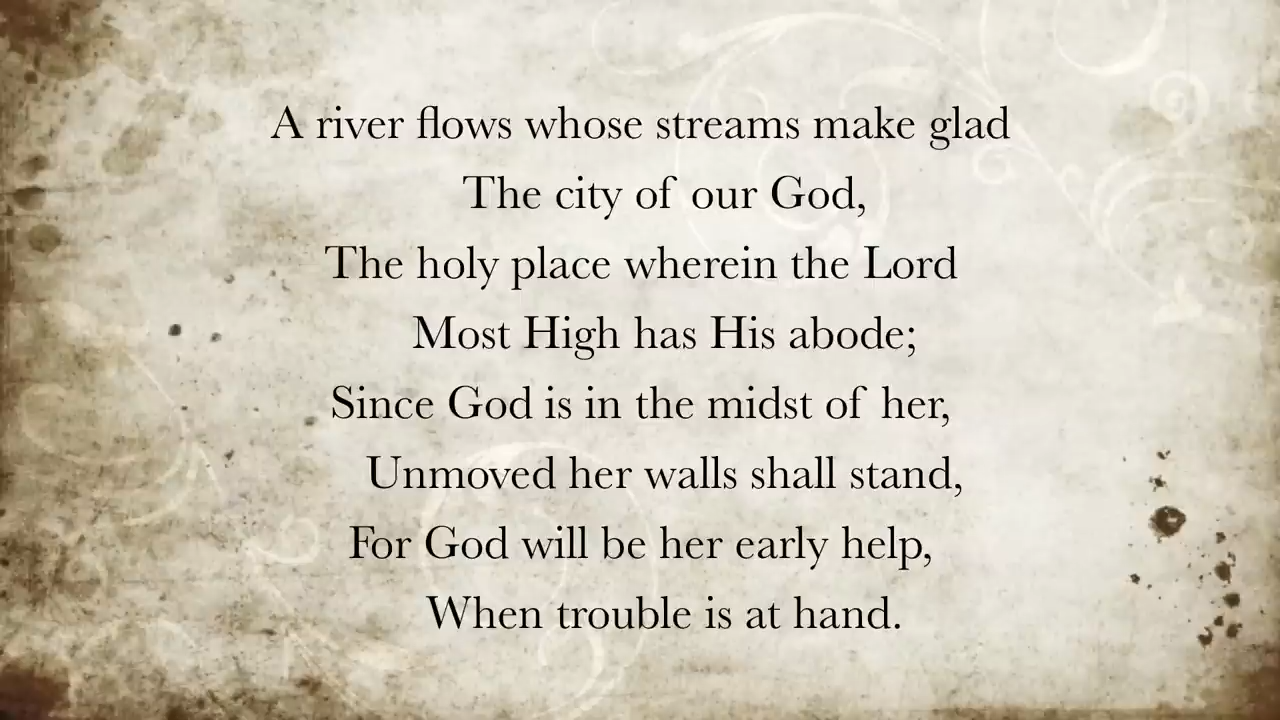 A river flows whose streams make glad
The city of our God,
The holy place wherein the Lord
Most High has His abode;
Since God is in the midst of her,
Unmoved her walls shall stand,
For God will be her early help,
When trouble is at hand.